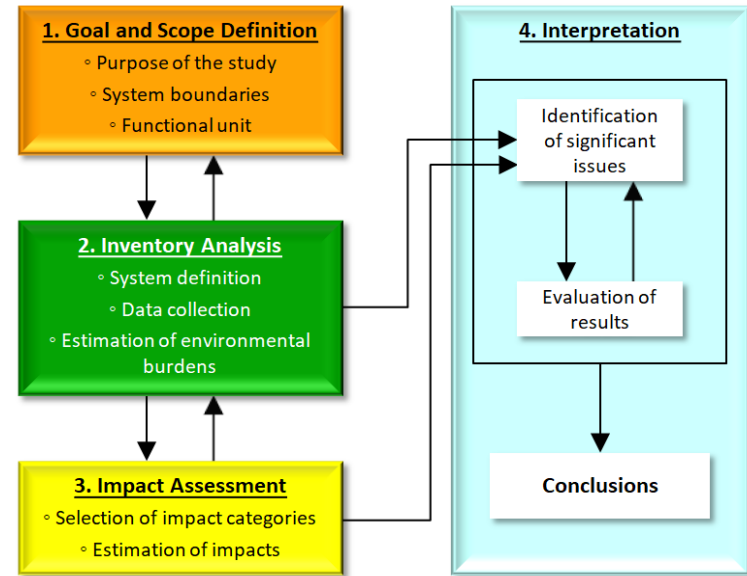 1. Goal and Scope Definition
◦ Purpose of the study
◦ System boundaries
◦ Functional unit
2. Inventory Analysis
◦ System definition
◦ Data collection
◦ Estimation of environmental
burdens
3. Impact Assessment
◦ Selection of impact categories
◦ Estimation of impacts
4. Interpretation
Identification
of significant
issues
Evaluation of
results
Conclusions